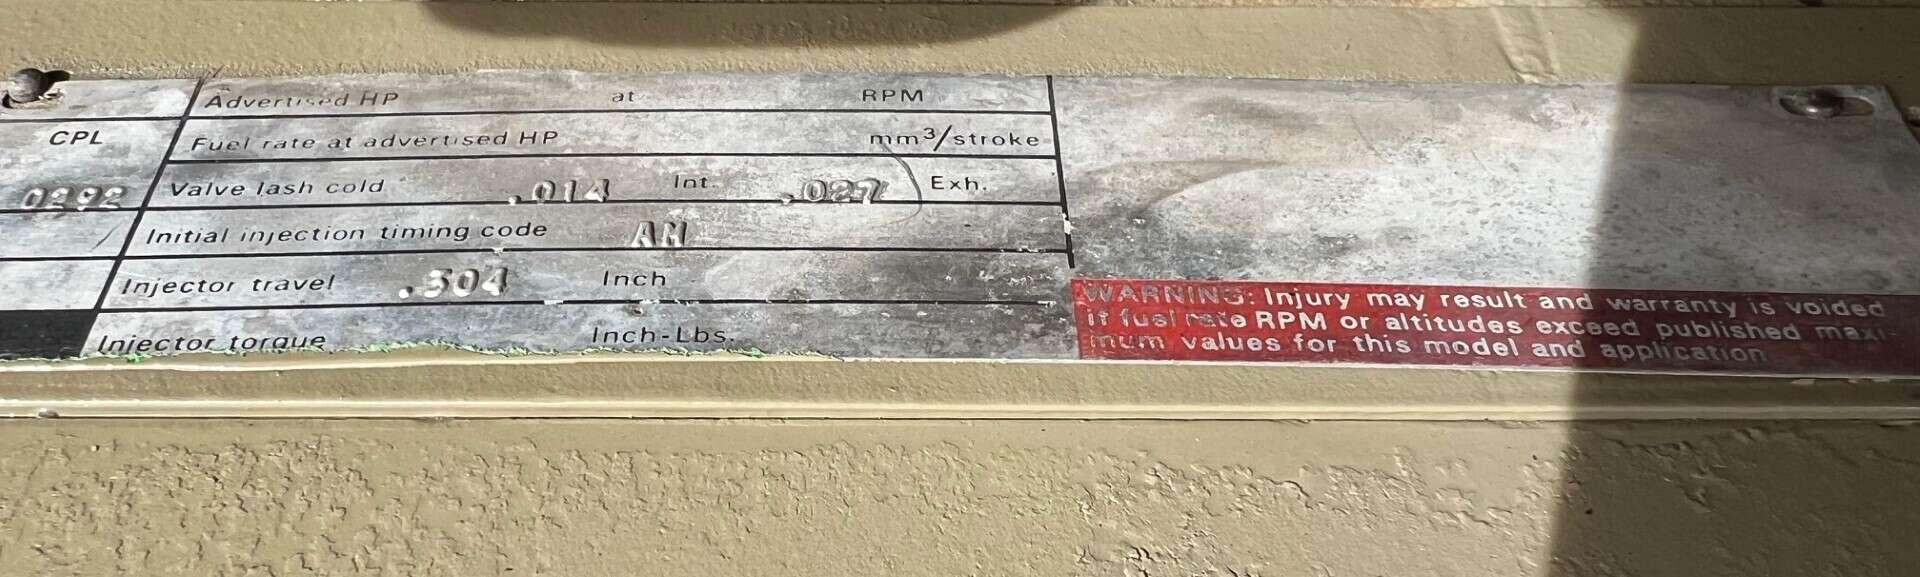 Advertised HP at RPM
CPL Fuel rate at advertised HP mm³/stroke
0292 Valve lash cold .014 Int. .027 Exh.
Initial injection timing code AN
Injector travel .304 Inch
Injector torque Inch-Lbs.
WARNING: Injury may result and warranty is voided
if fuel rate RPM or altitudes exceed published maxi-
mum values for this model and application